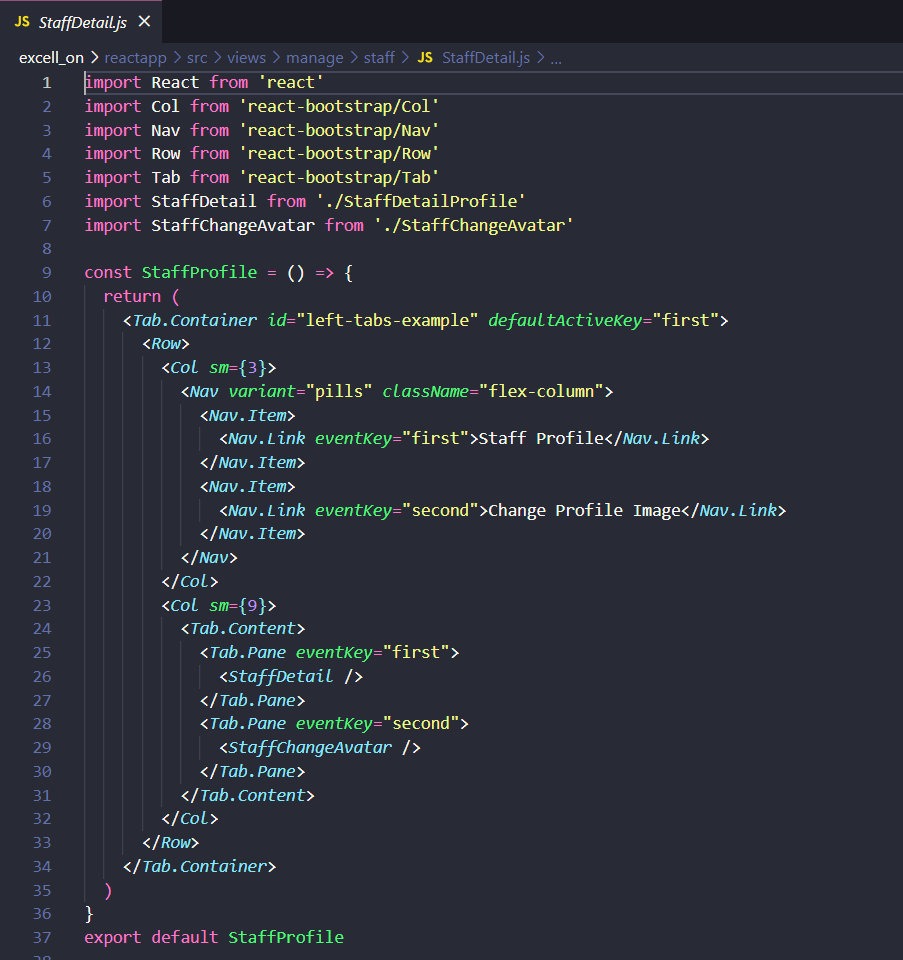 JS StaffDetail.js ×
excell_on > reactapp > src > views > manage > staff > JS StaffDetail.js > ...
1 import React from 'react'
2 import Col from 'react-bootstrap/Col'
3 import Nav from 'react-bootstrap/Nav'
4 import Row from 'react-bootstrap/Row'
5 import Tab from 'react-bootstrap/Tab'
6 import StaffDetail from './StaffDetailProfile'
7 import StaffChangeAvatar from './StaffChangeAvatar'
8
9 const StaffProfile = () => {
10   return (
11     <Tab.Container id="left-tabs-example" defaultActiveKey="first">
12       <Row>
13         <Col sm={3}>
14           <Nav variant="pills" className="flex-column">
15             <Nav.Item>
16               <Nav.Link eventKey="first">Staff Profile</Nav.Link>
17             </Nav.Item>
18             <Nav.Item>
19               <Nav.Link eventKey="second">Change Profile Image</Nav.Link>
20             </Nav.Item>
21           </Nav>
22         </Col>
23         <Col sm={9}>
24           <Tab.Content>
25             <Tab.Pane eventKey="first">
26               <StaffDetail />
27             </Tab.Pane>
28             <Tab.Pane eventKey="second">
29               <StaffChangeAvatar />
30             </Tab.Pane>
31           </Tab.Content>
32         </Col>
33       </Row>
34     </Tab.Container>
35   )
36 }
37 export default StaffProfile